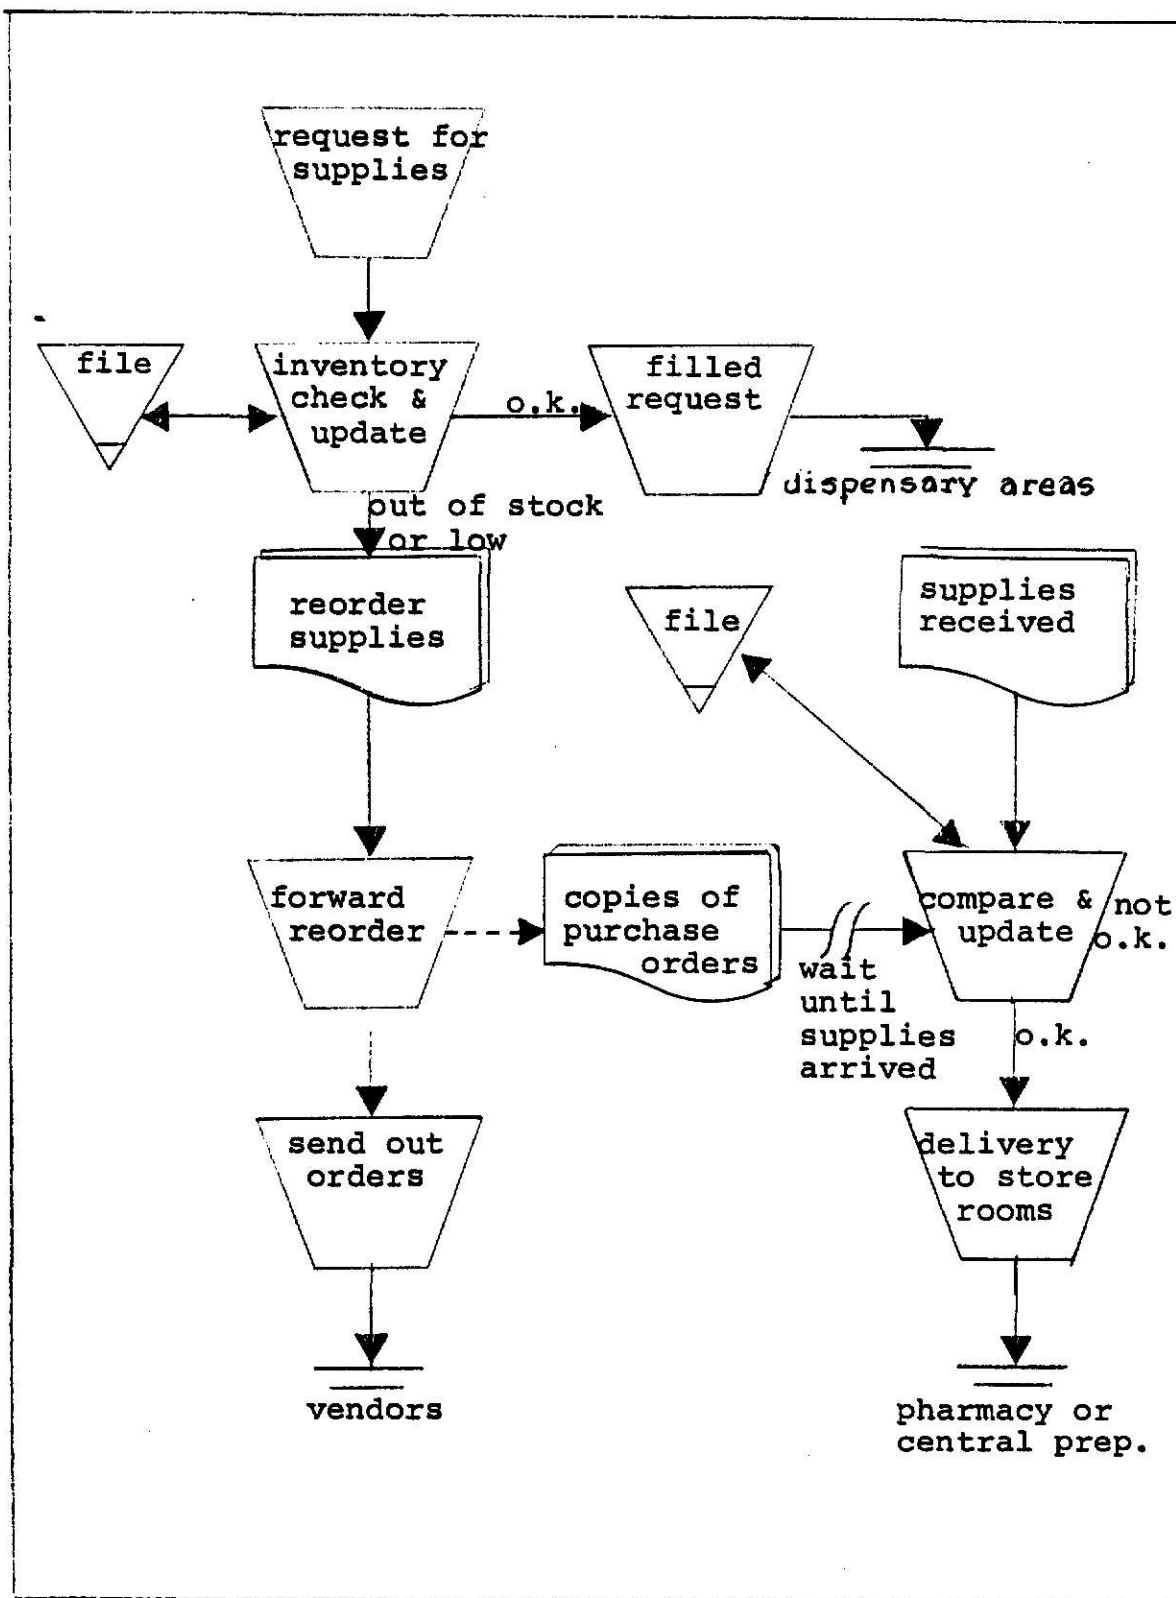 request for
supplies
file
inventory
check &
update
o.k.
filled
request
dispensary areas
out of stock
or low
reorder
supplies
file
supplies
received
forward
reorder
copies of
purchase
orders
wait
until
supplies
arrived
compare &
update
not
o.k.
o.k.
send out
orders
delivery
to store
rooms
vendors
pharmacy or
central prep.